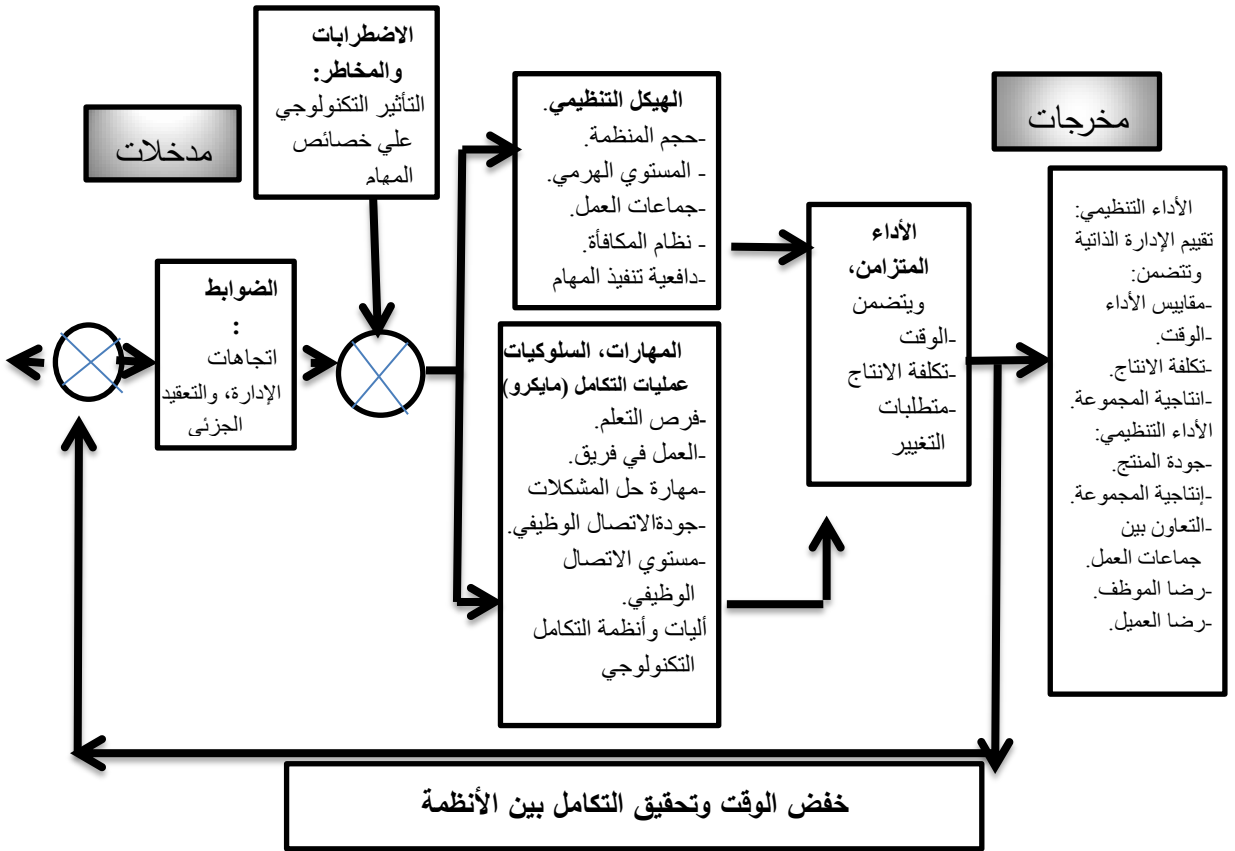 الاضطرابات
والمخاطر:
التأثير التكنولوجي
علي خصائص
المهام
مدخلات
الضوابط
:
اتجاهات
الإدارة، والتعقيد
الجزئي
الهيكل التنظيمي.
-حجم المنظمة.
- المستوي الهرمي.
-جماعات العمل.
- نظام المكافأة.
-دافعية تنفيذ المهام
المهارات، السلوكيات
عمليات التكامل (مايكرو)
-فرص التعلم.
-العمل في فريق.
-مهارة حل المشكلات
-جودةالاتصال الوظيفي.
-مستوي الاتصال
الوظيفي.
أليات وأنظمة التكامل
التكنولوجي
الأداء
المتزامن،
ويتضمن
-الوقت
-تكلفة الانتاج
-متطلبات
التغيير
مخرجات
الأداء التنظيمي:
تقييم الإدارة الذاتية
وتتضمن:
-مقاييس الأداء
-الوقت.
-تكلفة الانتاج.
-انتاجية المجموعة.
الأداء التنظيمي:
-جودة المنتج.
-إنتاجية المجموعة.
-التعاون بين
جماعات العمل.
-رضا الموظف.
-رضا العميل.
خفض الوقت وتحقيق التكامل بين الأنظمة